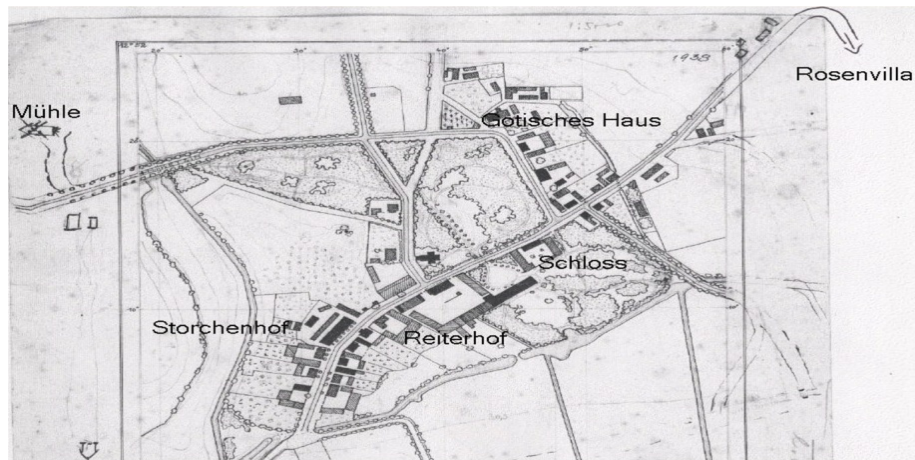 1938
Rosenvilla
Mühle
Gotisches Haus
Schloss
Storchenhof
Reiterhof